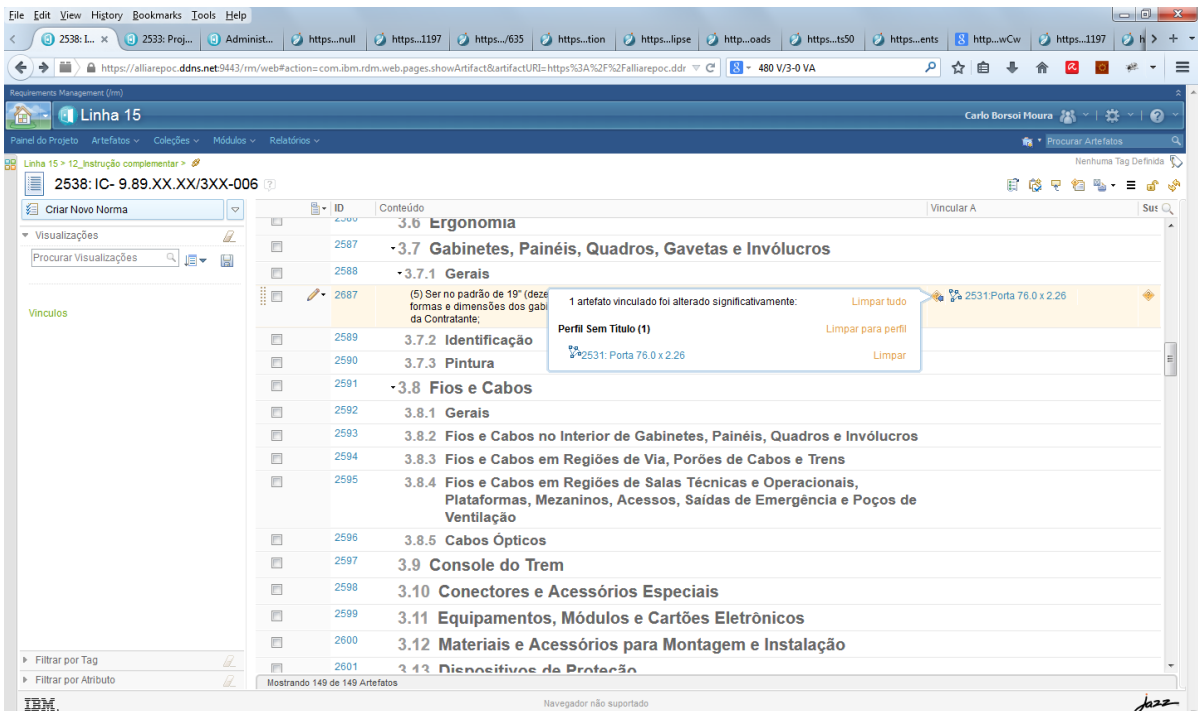 File Edit View History Bookmarks Tools Help
2538: I... × 2533: Proj... Administ... https...null https...1197 https.../635 https...tion https...lipse http...oads https...ts50 https...ents http...wCw https...1197 h
https://alliarepoc.ddns.net:9443/rm/web#action=com.ibm.rdm.web.pages.showArtifact&artifactURI=https%3A%2F%2Falliarepoc.ddr 480 V/3-0 VA
Requirements Management (/rm)
Linha 15 Carlo Borsoi Moura
Painel do Projeto Artefatos Coleções Módulos Relatórios Procurar Artefatos
Linha 15 > 12_Instrução complementar > Nenhuma Tag Definida
2538: IC- 9.89.XX.XX/3XX-006
Criar Novo Norma ID Conteúdo Vincular A Sus
3.6 Ergonomia
Visualizações
2587 3.7 Gabinetes, Painéis, Quadros, Gavetas e Invólucros
Procurar Visualizações
2588 3.7.1 Gerais
2687 (5) Ser no padrão de 19" (deze
formas e dimensões dos gabi
da Contratante;
2531:Porta 76.0 x 2.26
1 artefato vinculado foi alterado significativamente: Limpar tudo
Perfil Sem Título (1) Limpar para perfil
2531: Porta 76.0 x 2.26 Limpar
Vinculos
2589 3.7.2 Identificação
2590 3.7.3 Pintura
2591 3.8 Fios e Cabos
2592 3.8.1 Gerais
2593 3.8.2 Fios e Cabos no Interior de Gabinetes, Painéis, Quadros e Invólucros
2594 3.8.3 Fios e Cabos em Regiões de Via, Porões de Cabos e Trens
2595 3.8.4 Fios e Cabos em Regiões de Salas Técnicas e Operacionais,
Plataformas, Mezaninos, Acessos, Saídas de Emergência e Poços de
Ventilação
2596 3.8.5 Cabos Ópticos
2597 3.9 Console do Trem
2598 3.10 Conectores e Acessórios Especiais
2599 3.11 Equipamentos, Módulos e Cartões Eletrônicos
2600 3.12 Materiais e Acessórios para Montagem e Instalação
Filtrar por Tag
2601 3.13 Dispositivos de Proteção
Filtrar por Atributo
Mostrando 149 de 149 Artefatos
IBM. Navegador não suportado jazz